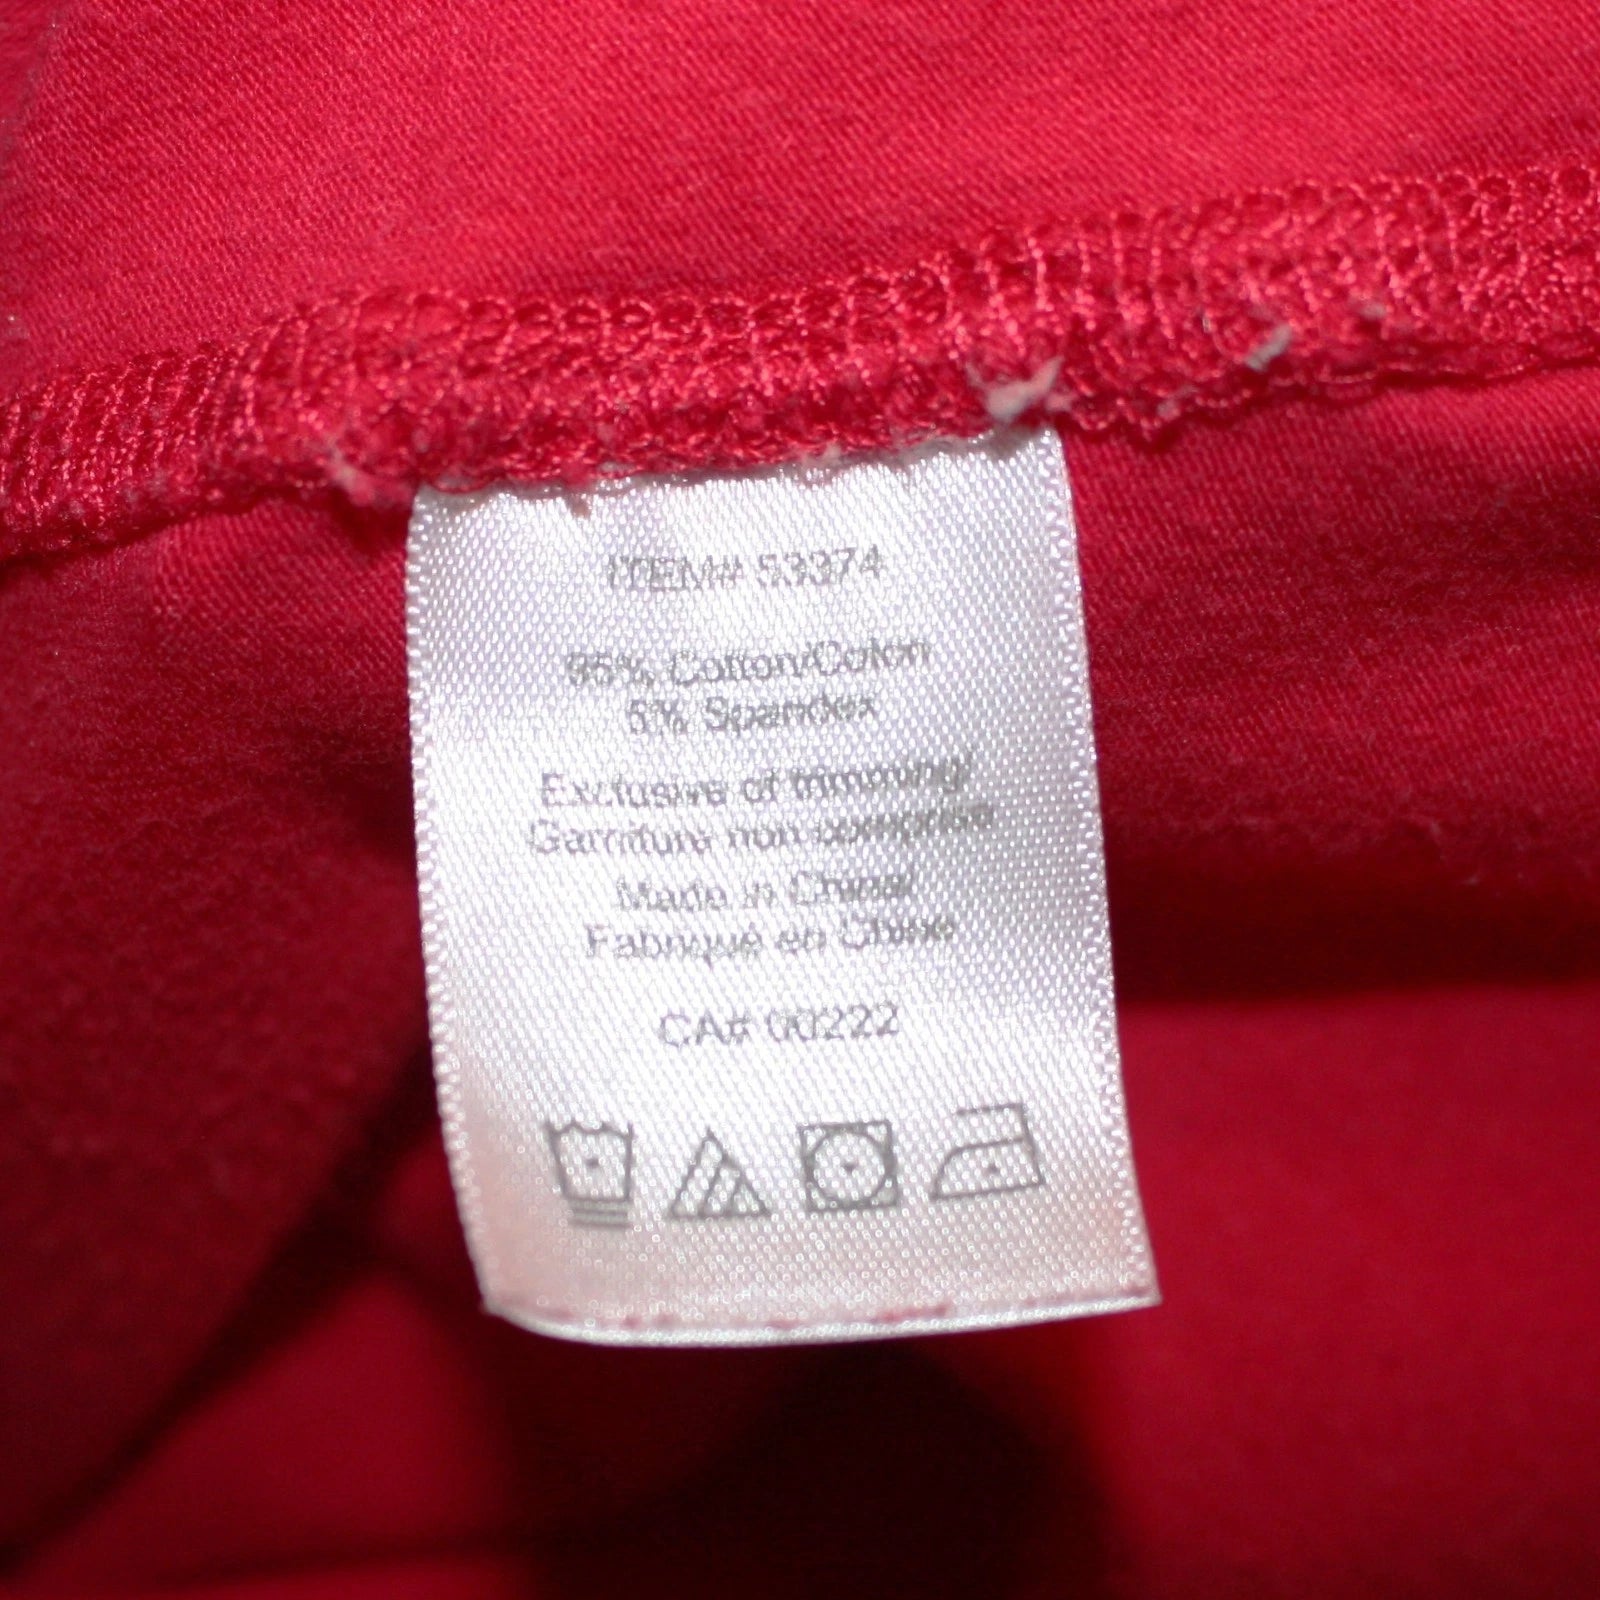 ITEM# 53374
95% Cotton/Coton
5% Spandex
Exclusive of trimming/
Garniture non comprise
Made in China/
Fabriqué en Chine
CA# 00222